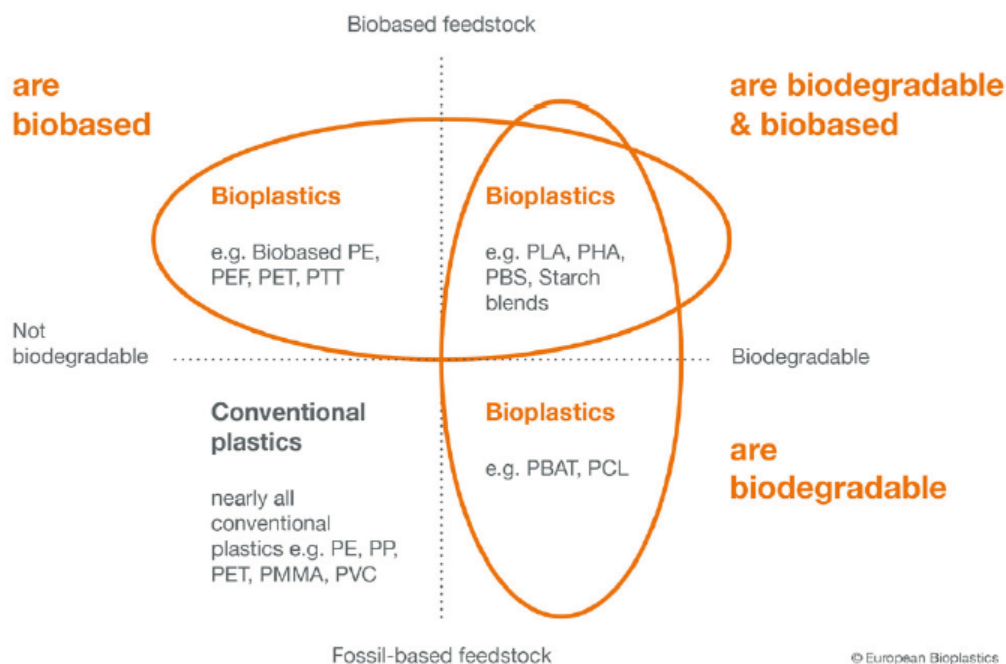 Biobased feedstock
are
biobased
are biodegradable
& biobased
Bioplastics
e.g. Biobased PE,
PEF, PET, PTT
Bioplastics
e.g. PLA, PHA,
PBS, Starch
blends
Not
biodegradable
Biodegradable
Conventional
plastics
nearly all
conventional
plastics e.g. PE, PP,
PET, PMMA, PVC
Bioplastics
e.g. PBAT, PCL
are
biodegradable
Fossil-based feedstock
© European Bioplastics